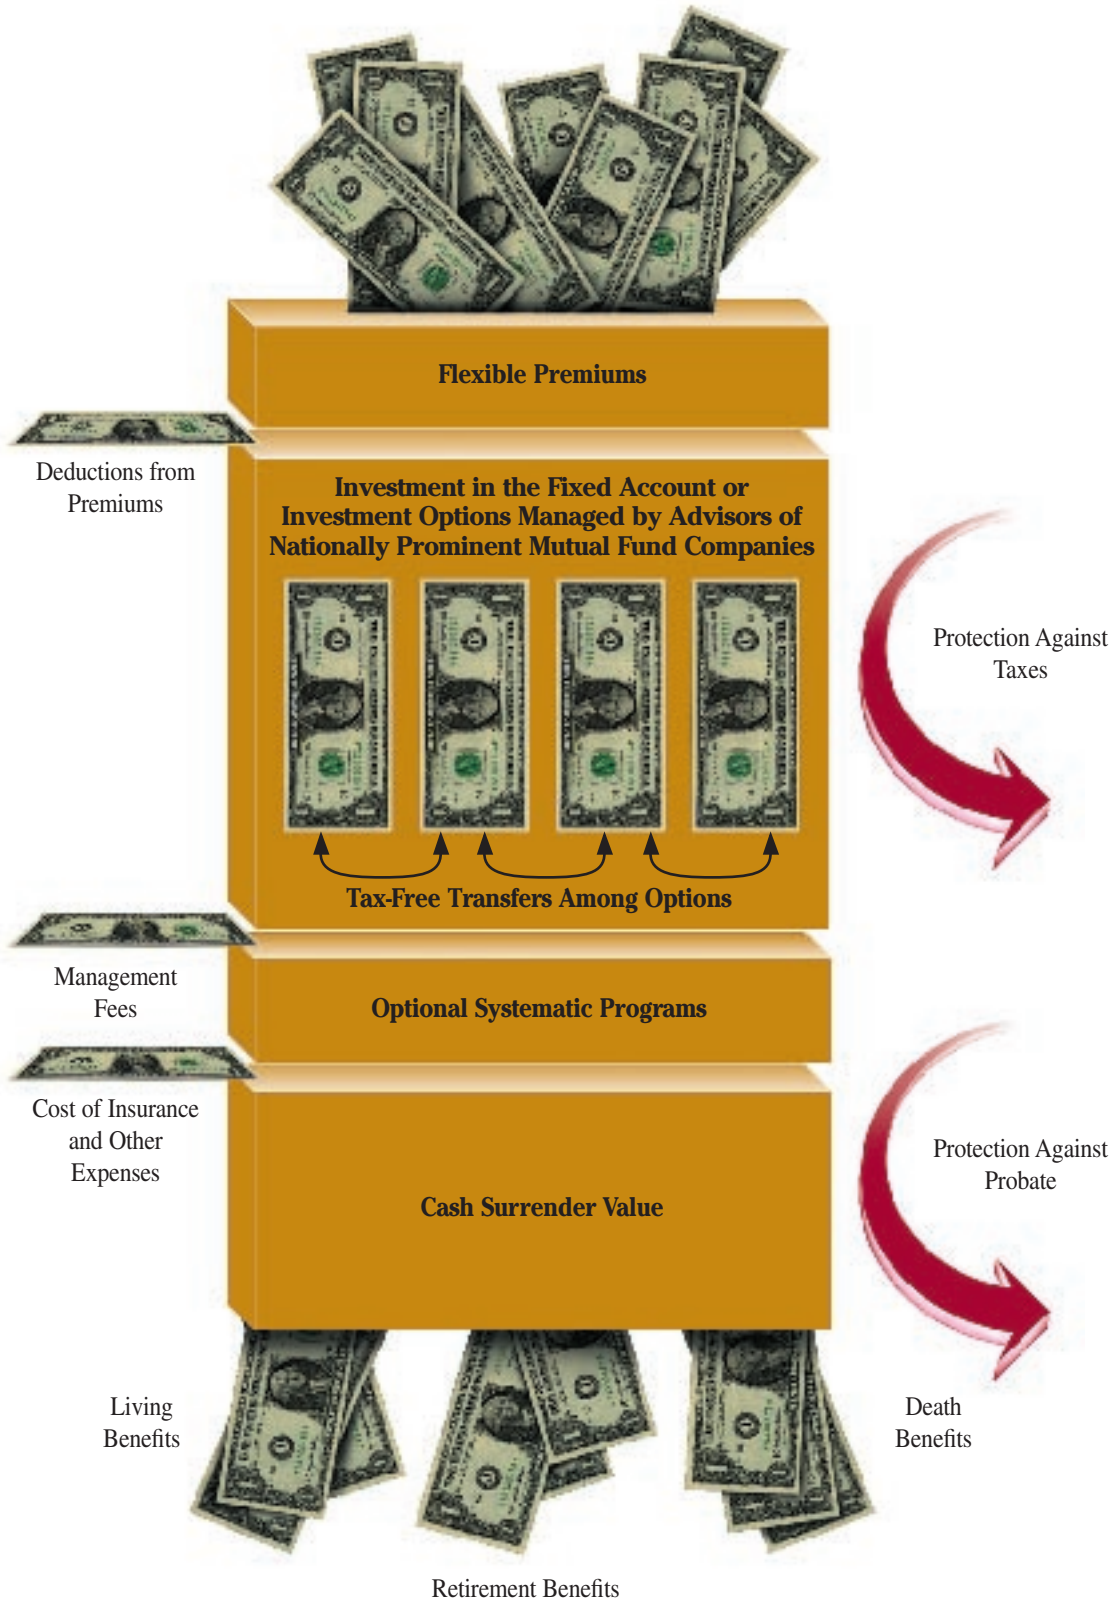 Flexible Premiums
Deductions from
Premiums
Investment in the Fixed Account or
Investment Options Managed by Advisors of
Nationally Prominent Mutual Fund Companies
Protection Against
Taxes
Tax-Free Transfers Among Options
Management
Fees
Optional Systematic Programs
Cost of Insurance
and Other
Expenses
Protection Against
Probate
Cash Surrender Value
Living
Benefits
Death
Benefits
Retirement Benefits